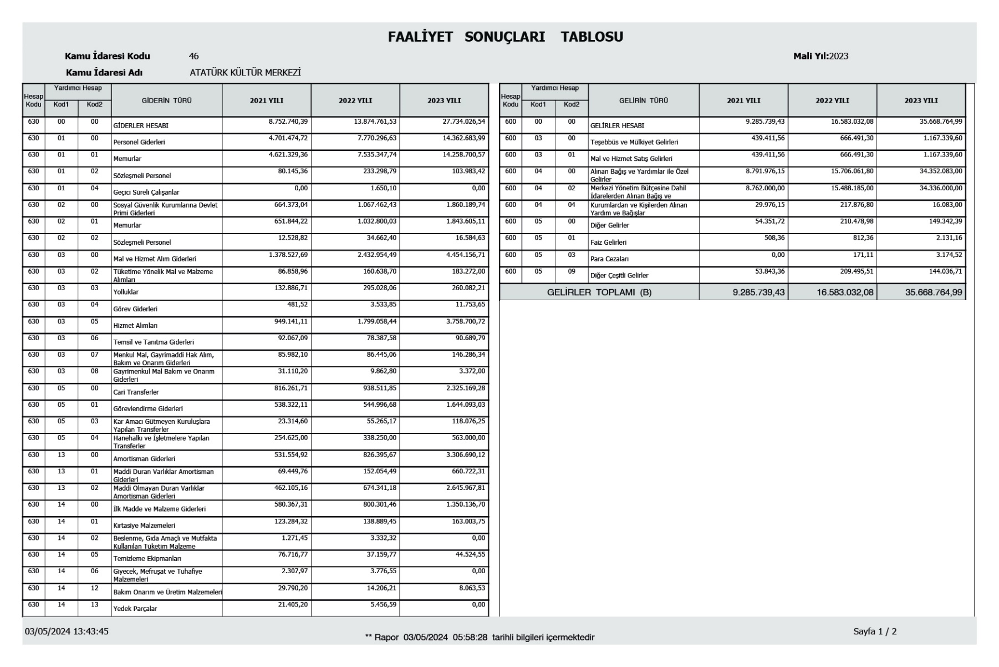 FAALİYET SONUÇLARI TABLOSU
Kamu İdaresi Kodu 46 Mali Yıl:2023
Kamu İdaresi Adı ATATÜRK KÜLTÜR MERKEZİ
Hesap Kodu Yardımcı Hesap Kod1 Kod2 GİDERİN TÜRÜ 2021 YILI 2022 YILI 2023 YILI
630 00 00 GİDERLER HESABI 8.752.740,39 13.874.761,53 27.734.026,54
630 01 00 Personel Giderleri 4.701.474,72 7.770.296,63 14.362.683,99
630 01 01 Memurlar 4.621.329,36 7.535.347,74 14.258.700,57
630 01 02 Sözleşmeli Personel 80.145,36 233.298,79 103.983,42
630 01 04 Geçici Süreli Çalışanlar 0,00 1.650,10 0,00
630 02 00 Sosyal Güvenlik Kurumlarına Devlet Primi Giderleri 664.373,04 1.067.462,43 1.860.189,74
630 02 01 Memurlar 651.844,22 1.032.800,03 1.843.605,11
630 02 02 Sözleşmeli Personel 12.528,82 34.662,40 16.584,63
630 03 00 Mal ve Hizmet Alım Giderleri 1.378.527,69 2.432.954,49 4.454.156,71
630 03 02 Tüketime Yönelik Mal ve Malzeme Alımları 86.858,96 160.638,70 183.272,00
630 03 03 Yolluklar 132.886,71 295.028,06 260.082,21
630 03 04 Görev Giderleri 481,52 3.533,85 11.753,65
630 03 05 Hizmet Alımları 949.141,11 1.799.058,44 3.758.700,72
630 03 06 Temsil ve Tanıtma Giderleri 92.067,09 78.387,58 90.689,79
630 03 07 Menkul Mal, Gayrimaddi Hak Alım, Bakım ve Onarım Giderleri 85.982,10 86.445,06 146.286,34
630 03 08 Gayrimenkul Mal Bakım ve Onarım Giderleri 31.110,20 9.862,80 3.372,00
630 05 00 Cari Transferler 816.261,71 938.511,85 2.325.169,28
630 05 01 Görevlendirme Giderleri 538.322,11 544.996,68 1.644.093,03
630 05 03 Kar Amacı Gütmeyen Kuruluşlara Yapılan Transferler 23.314,60 55.265,17 118.076,25
630 05 04 Hanehalkı ve İşletmelere Yapılan Transferler 254.625,00 338.250,00 563.000,00
630 13 00 Amortisman Giderleri 531.554,92 826.395,67 3.306.690,12
630 13 01 Maddi Duran Varlıklar Amortisman Giderleri 69.449,76 152.054,49 660.722,31
630 13 02 Maddi Olmayan Duran Varlıklar Amortisman Giderleri 462.105,16 674.341,18 2.645.967,81
630 14 00 İlk Madde ve Malzeme Giderleri 580.367,31 800.301,46 1.350.136,70
630 14 01 Kırtasiye Malzemeleri 123.284,32 138.889,45 163.003,75
630 14 02 Beslenme, Gıda Amaçlı ve Mutfakta Kullanılan Tüketim Malzeme 1.271,45 3.332,32 0,00
630 14 05 Temizleme Ekipmanları 76.716,77 37.159,77 44.524,55
630 14 06 Giyecek, Mefruşat ve Tuhafiye Malzemeleri 2.307,97 3.776,55 0,00
630 14 12 Bakım Onarım ve Üretim Malzemeleri 29.790,20 14.206,21 8.063,53
630 14 13 Yedek Parçalar 21.405,20 5.456,59 0,00
Hesap Kodu Yardımcı Hesap Kod1 Kod2 GELİRİN TÜRÜ 2021 YILI 2022 YILI 2023 YILI
600 00 00 GELİRLER HESABI 9.285.739,43 16.583.032,08 35.668.764,99
600 03 00 Teşebbüs ve Mülkiyet Gelirleri 439.411,56 666.491,30 1.167.339,60
600 03 01 Mal ve Hizmet Satış Gelirleri 439.411,56 666.491,30 1.167.339,60
600 04 00 Alınan Bağış ve Yardımlar ile Özel Gelirler 8.791.976,15 15.706.061,80 34.352.083,00
600 04 02 Merkezi Yönetim Bütçesine Dahil İdarelerden Alınan Bağış ve 8.762.000,00 15.488.185,00 34.336.000,00
600 04 04 Kurumlardan ve Kişilerden Alınan Yardım ve Bağışlar 29.976,15 217.876,80 16.083,00
600 05 00 Diğer Gelirler 54.351,72 210.478,98 149.342,39
600 05 01 Faiz Gelirleri 508,36 812,36 2.131,16
600 05 03 Para Cezaları 0,00 171,11 3.174,52
600 05 09 Diğer Çeşitli Gelirler 53.843,36 209.495,51 144.036,71
GELİRLER TOPLAMI (B) 9.285.739,43 16.583.032,08 35.668.764,99
03/05/2024 13:43:45
** Rapor 03/05/2024 05:58:28 tarihli bilgileri içermektedir
Sayfa 1 / 2